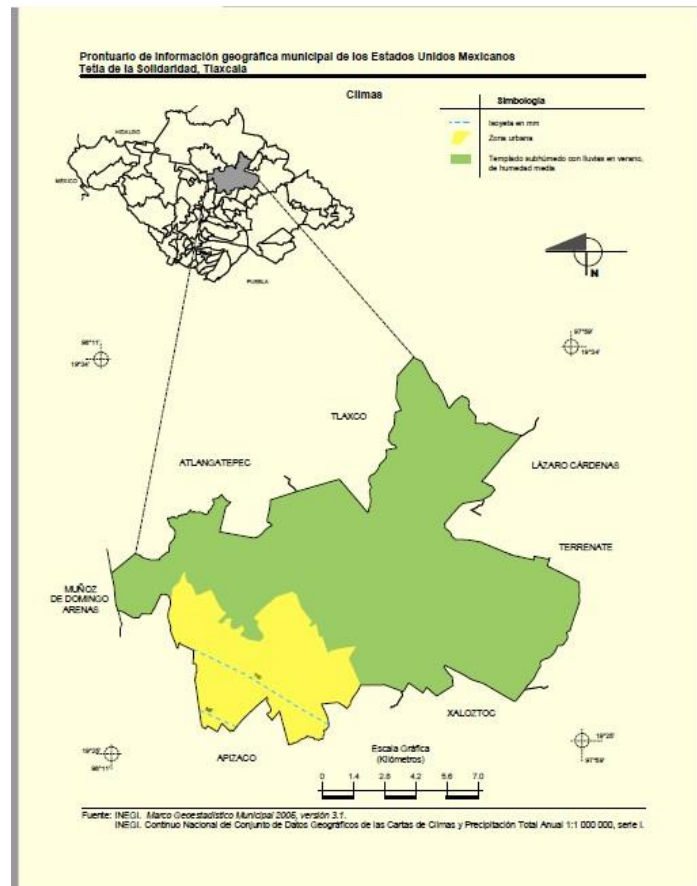 Prontuario de información geográfica municipal de los Estados Unidos Mexicanos
Tetla de la Solidaridad, Tlaxcala
Climas
Simbología
Isoyeta en mm
Zona urbana
Templado subhúmedo con lluvias en verano,
de humedad media
HIDALGO
MÉXICO
PUEBLA
N
98°11'
19°34'
97°59'
19°34'
TLAXCO
ATLANGATEPEC
LÁZARO CÁRDENAS
TERRENATE
MUÑOZ
DE DOMINGO
ARENAS
XALOZTOC
APIZACO
19°25'
98°11'
19°25'
97°59'
Escala Gráfica
(Kilómetros)
0 1.4 2.8 4.2 5.6 7.0
Fuente: INEGI. Marco Geoestadístico Municipal 2005, versión 3.1.
INEGI. Continuo Nacional del Conjunto de Datos Geográficos de las Cartas de Climas y Precipitación Total Anual 1:1 000 000, serie I.